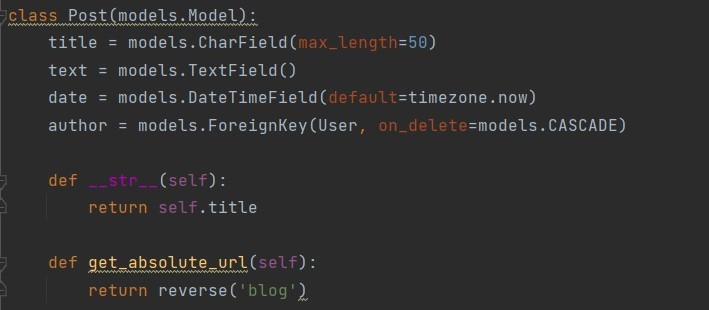 class Post(models.Model):
    title = models.CharField(max_length=50)
    text = models.TextField()
    date = models.DateTimeField(default=timezone.now)
    author = models.ForeignKey(User, on_delete=models.CASCADE)
    def __str__(self):
        return self.title
    def get_absolute_url(self):
        return reverse('blog')